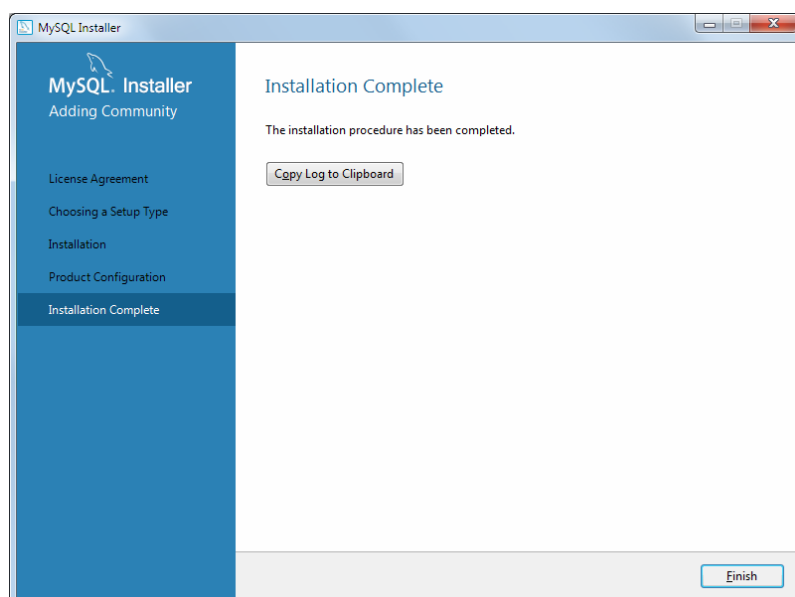 MySQL Installer
MySQL. Installer
Adding Community
License Agreement
Choosing a Setup Type
Installation
Product Configuration
Installation Complete
Installation Complete
The installation procedure has been completed.
Copy Log to Clipboard
Finish